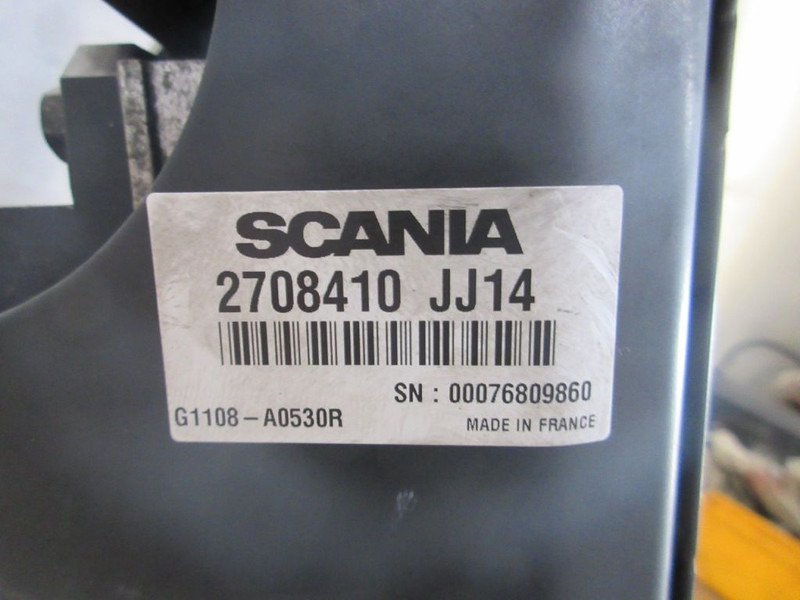 SCANIA
2708410 JJ14
SN : 00076809860
G1108-A0530R
MADE IN FRANCE